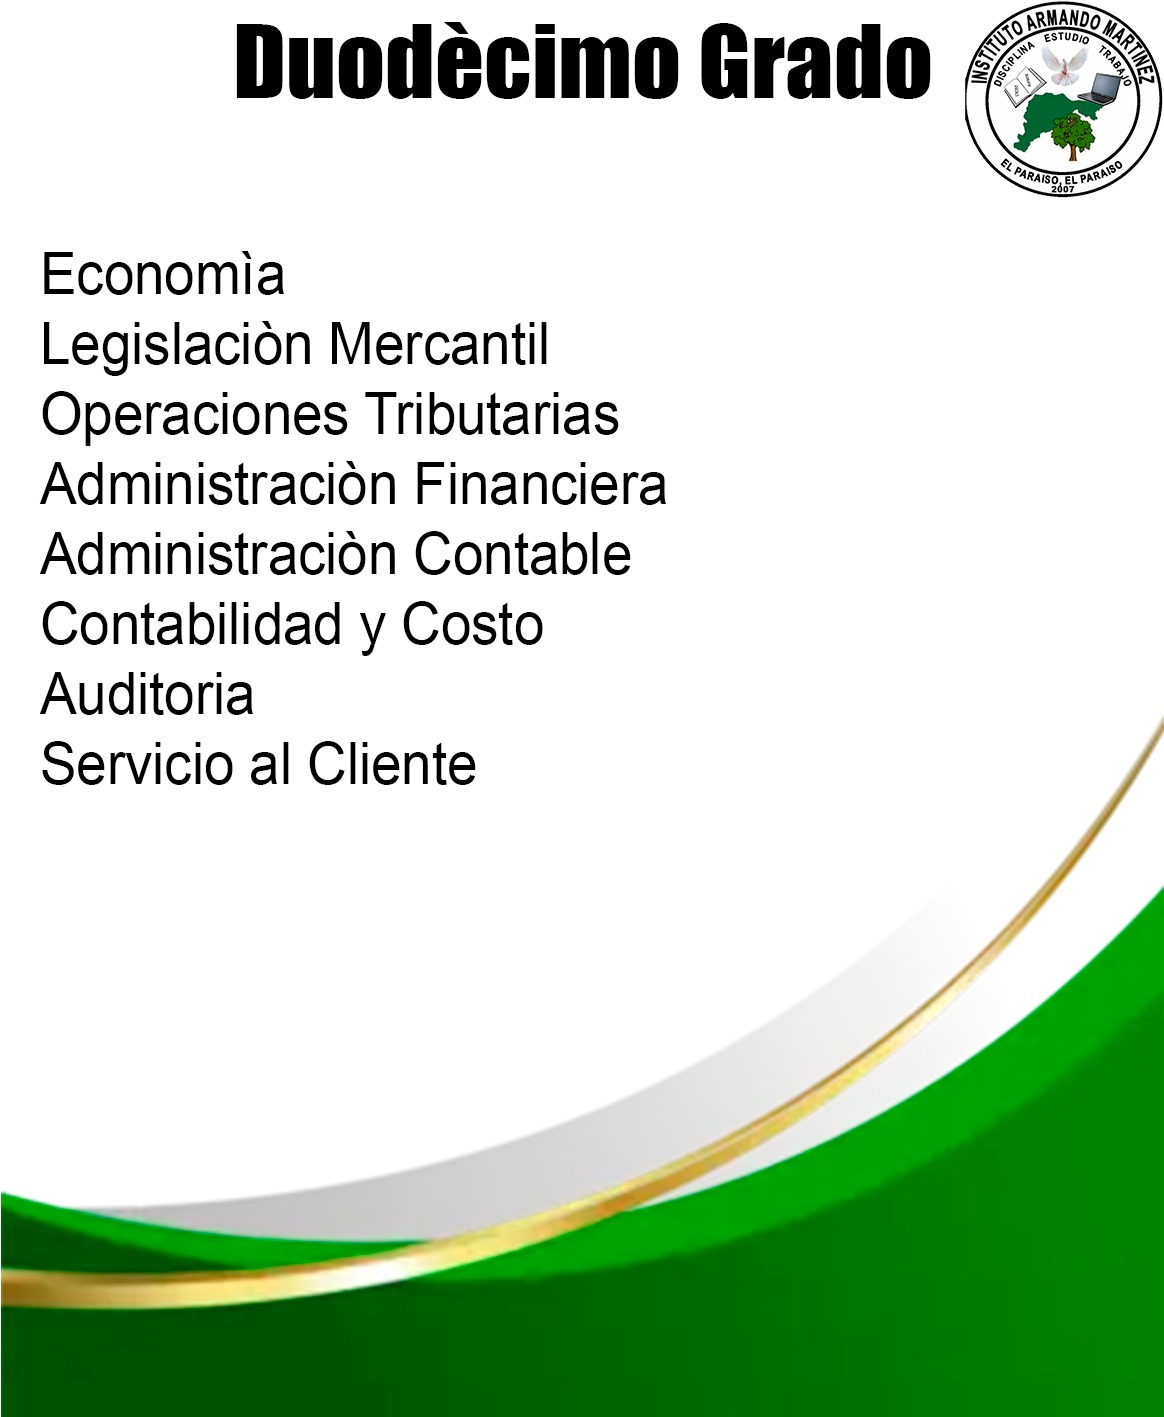 Duodècimo Grado
INSTITUTO ARMANDO MARTINEZ
DISCIPLINA ESTUDIO TRABAJO
EL PARAISO, EL PARAISO
2007
Economìa
Legislaciòn Mercantil
Operaciones Tributarias
Administraciòn Financiera
Administraciòn Contable
Contabilidad y Costo
Auditoria
Servicio al Cliente